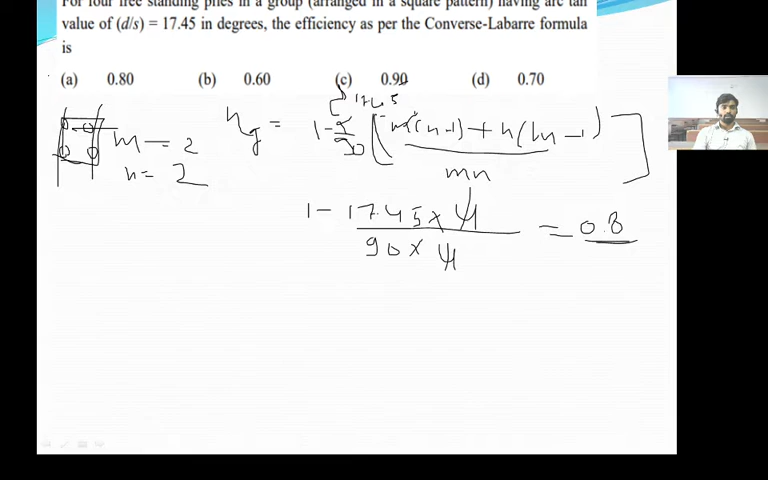 For four free standing piles in a group (arranged in a square pattern) having arc tan
value of (d/s) = 17.45 in degrees, the efficiency as per the Converse-Labarre formula
is
(a) 0.80 (b) 0.60 (c) 0.90 (d) 0.70
17.45
m = 2
n = 2
ηg = 1 - [m(n-1) + n(m-1)]
90 mn
1 - 17.45 × 4 = 0.8
90 × 4